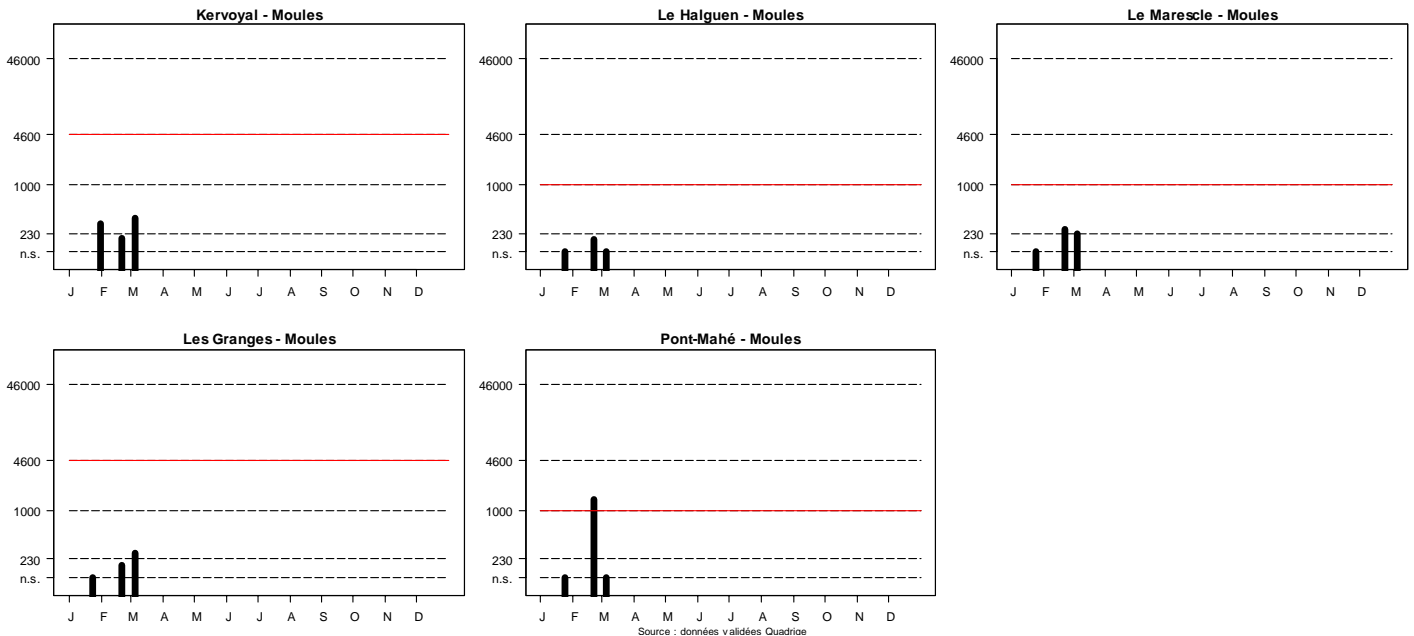 Kervoyal - Moules
46000
4600
1000
230
n.s.
J F M A M J J A S O N D
Le Halguen - Moules
46000
4600
1000
230
n.s.
J F M A M J J A S O N D
Le Marescle - Moules
46000
4600
1000
230
n.s.
J F M A M J J A S O N D
Les Granges - Moules
46000
4600
1000
230
n.s.
J F M A M J J A S O N D
Pont-Mahé - Moules
46000
4600
1000
230
n.s.
J F M A M J J A S O N D
Source : données validées Quadrige